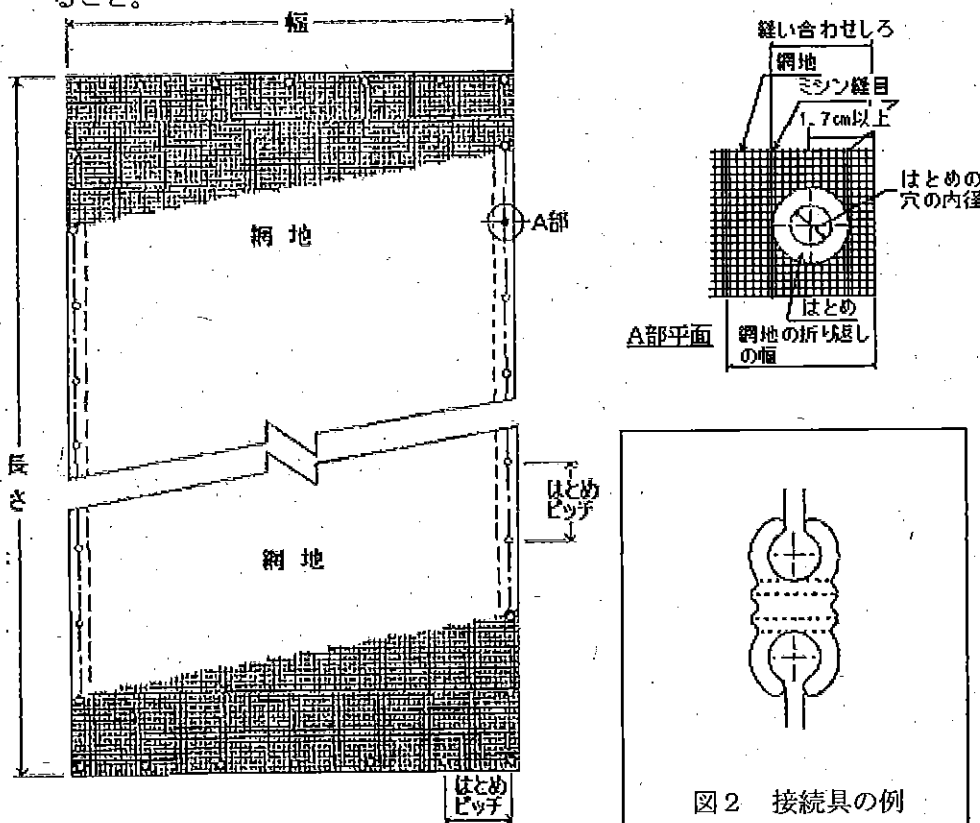 ること。
幅
長さ
網地
A部
網地
はとめ
ピッチ
はとめ
ピッチ
縫い合わせしろ
網地
ミシン縫目
1.7cm以上
はとめの
穴の内径
はとめ
網地の折り返し
の幅
A部平面
図2 接続具の例